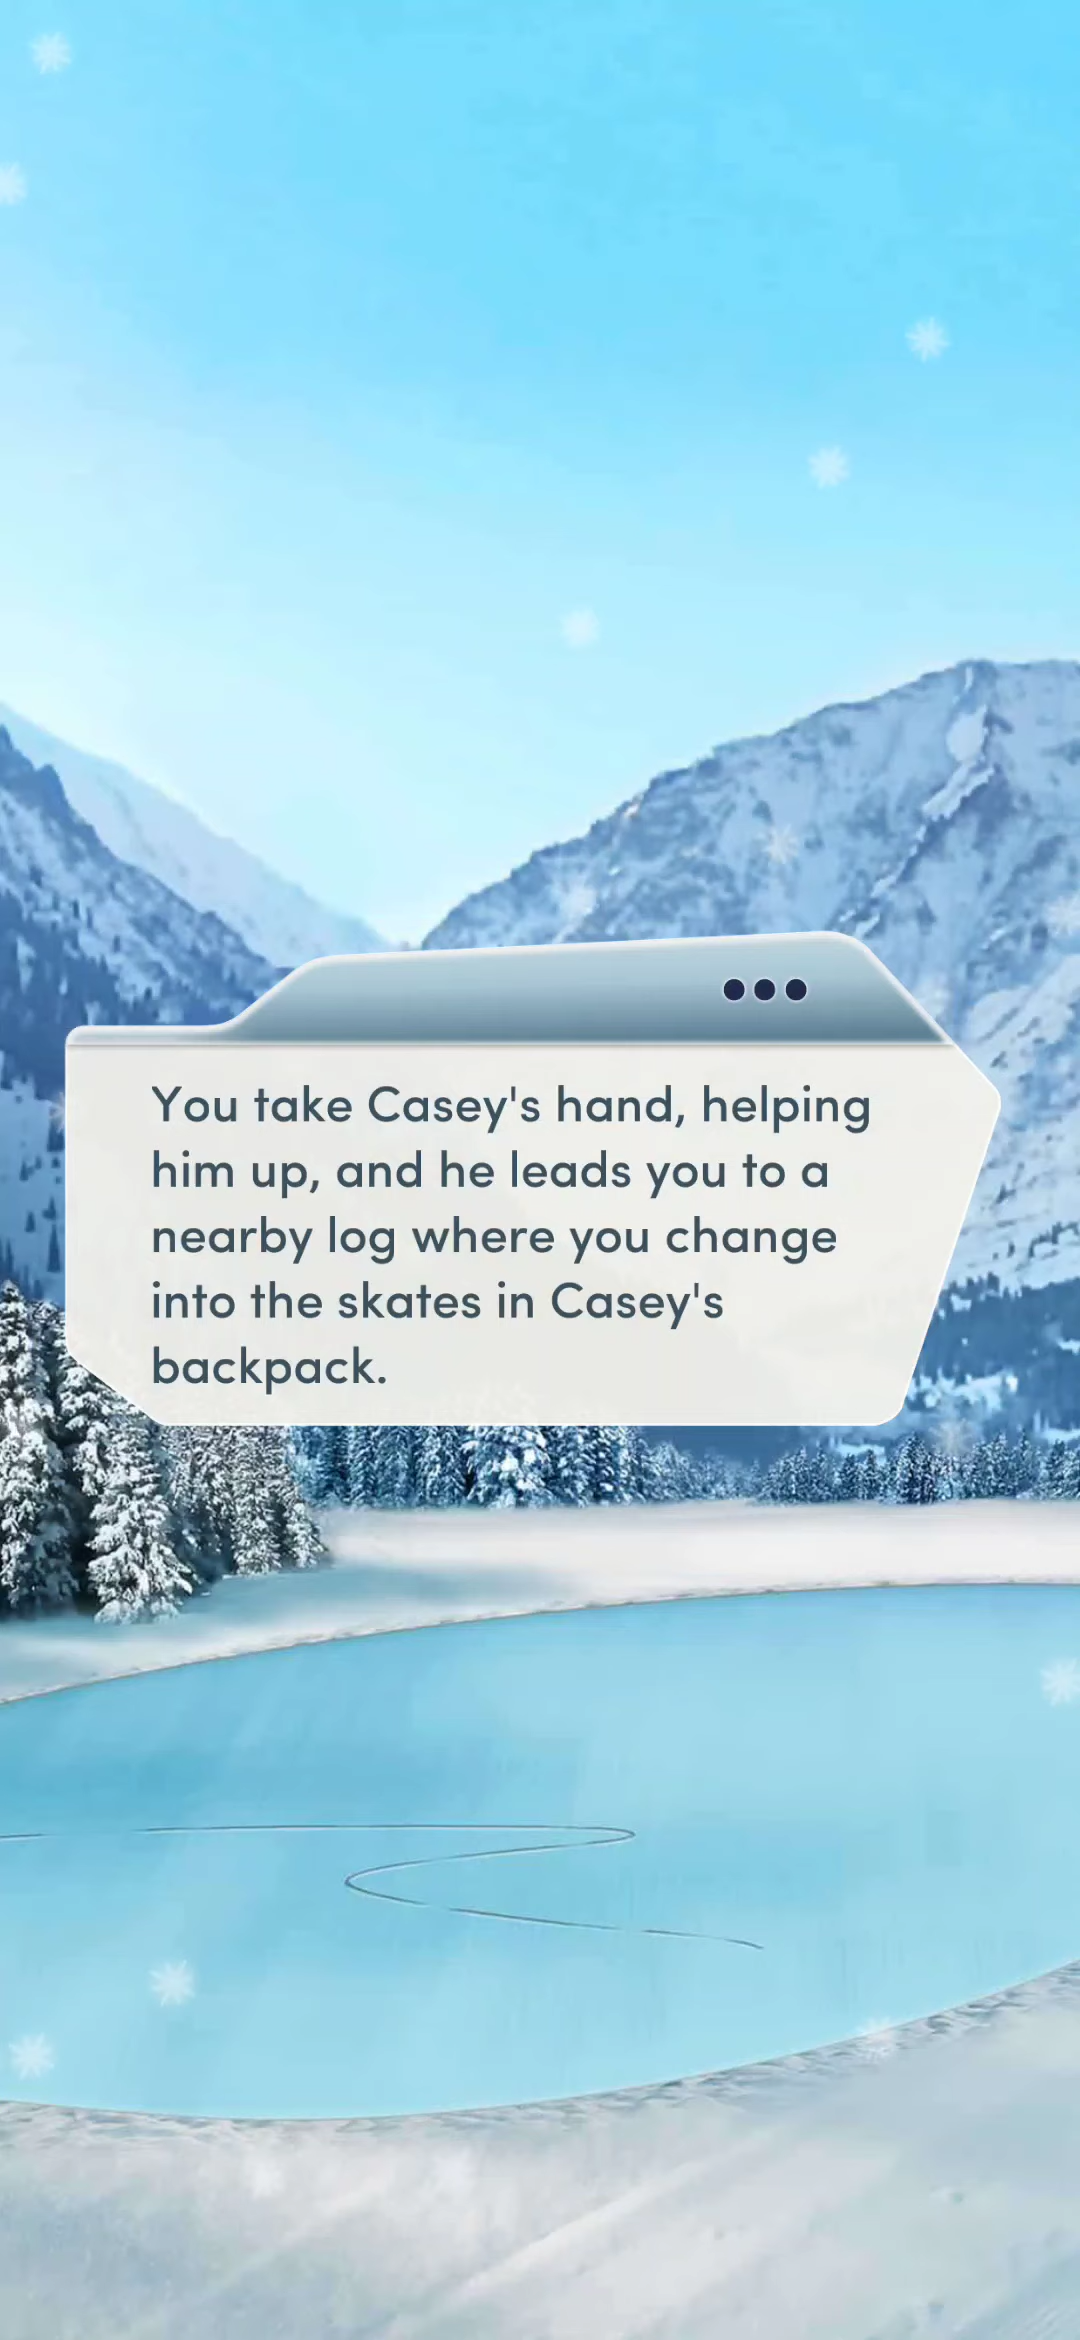 You take Casey's hand, helping
him up, and he leads you to a
nearby log where you change
into the skates in Casey's
backpack.